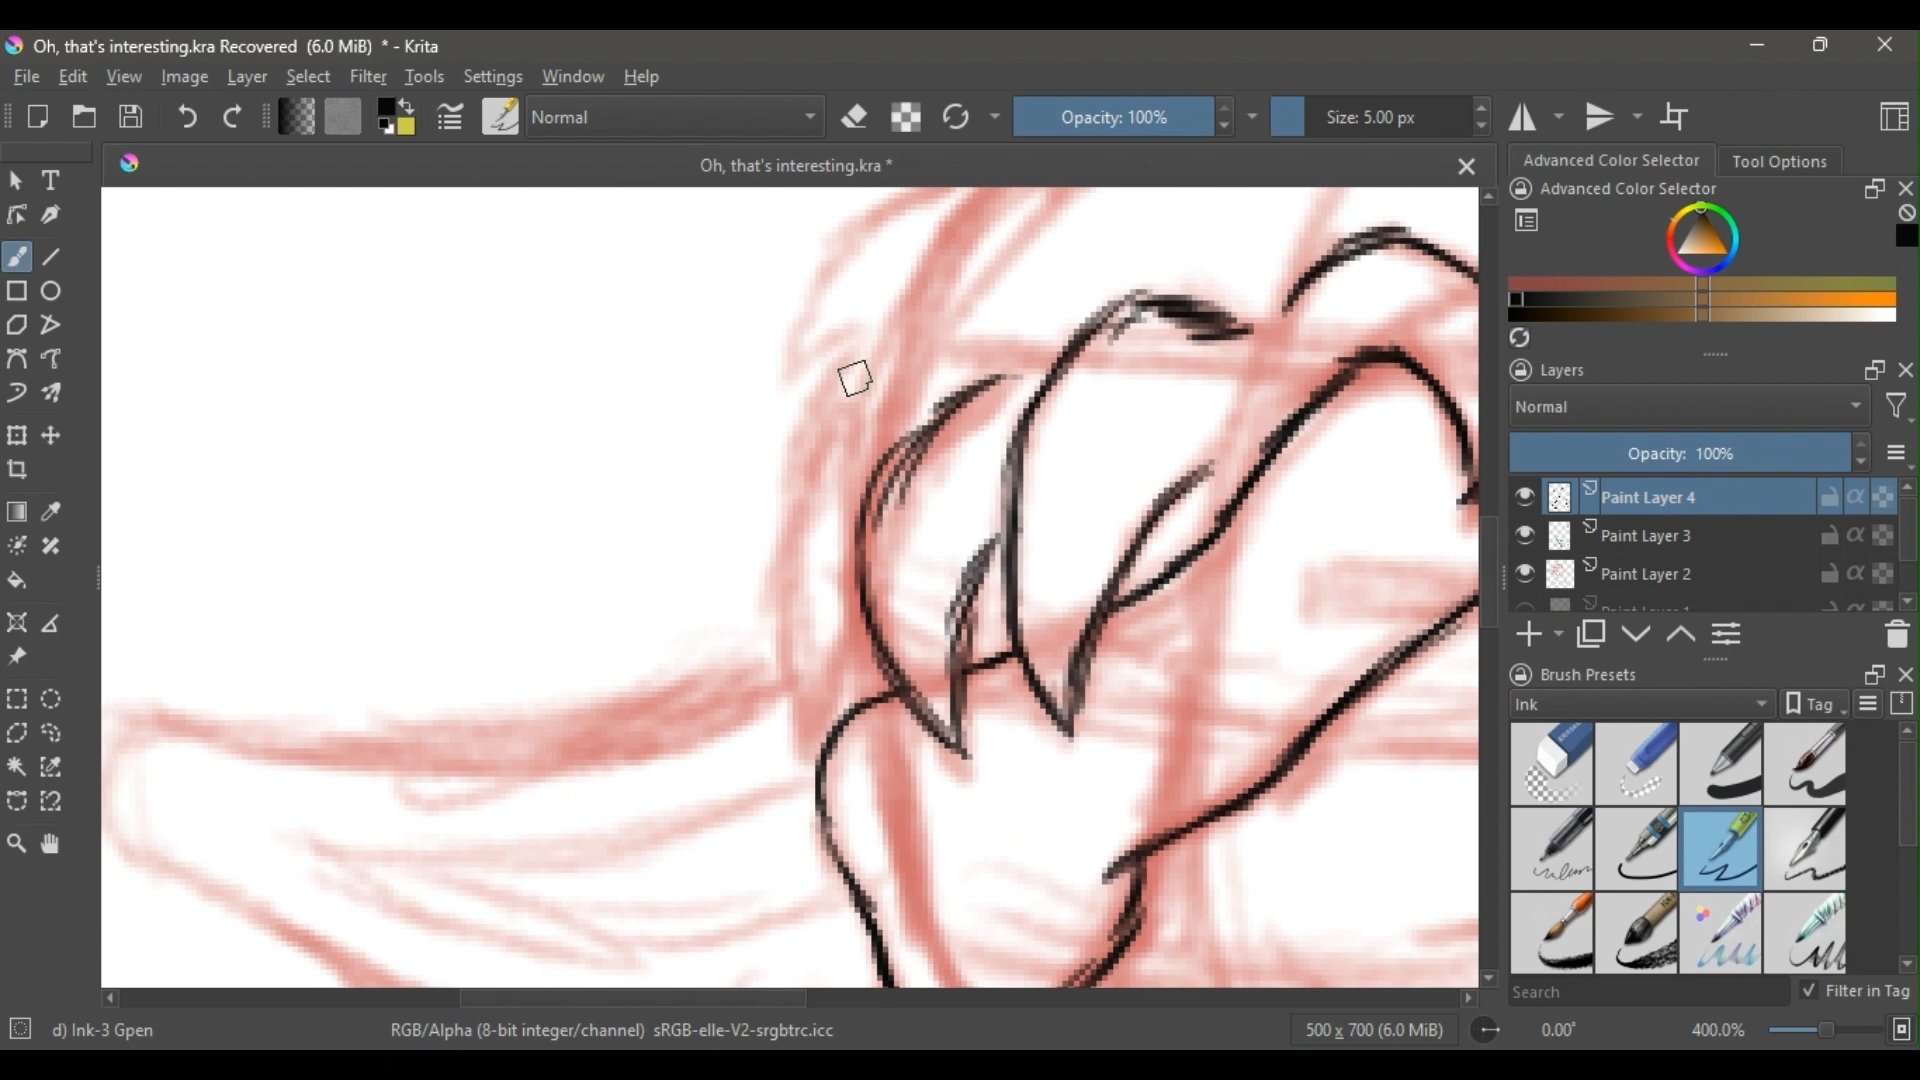 Oh, that's interesting.kra Recovered (6.0 MiB) * - Krita
File Edit View Image Layer Select Filter Tools Settings Window Help
Normal
Opacity: 100%
Size: 5.00 px
Oh, that's interesting.kra *
Advanced Color Selector
Tool Options
Advanced Color Selector
Layers
Normal
Opacity: 100%
Paint Layer 4
Paint Layer 3
Paint Layer 2
Brush Presets
Ink
Tag
Search
Filter in Tag
d) Ink-3 Gpen
RGB/Alpha (8-bit integer/channel) sRGB-elle-V2-srgbtrc.icc
500 x 700 (6.0 MiB)
0.00°
400.0%